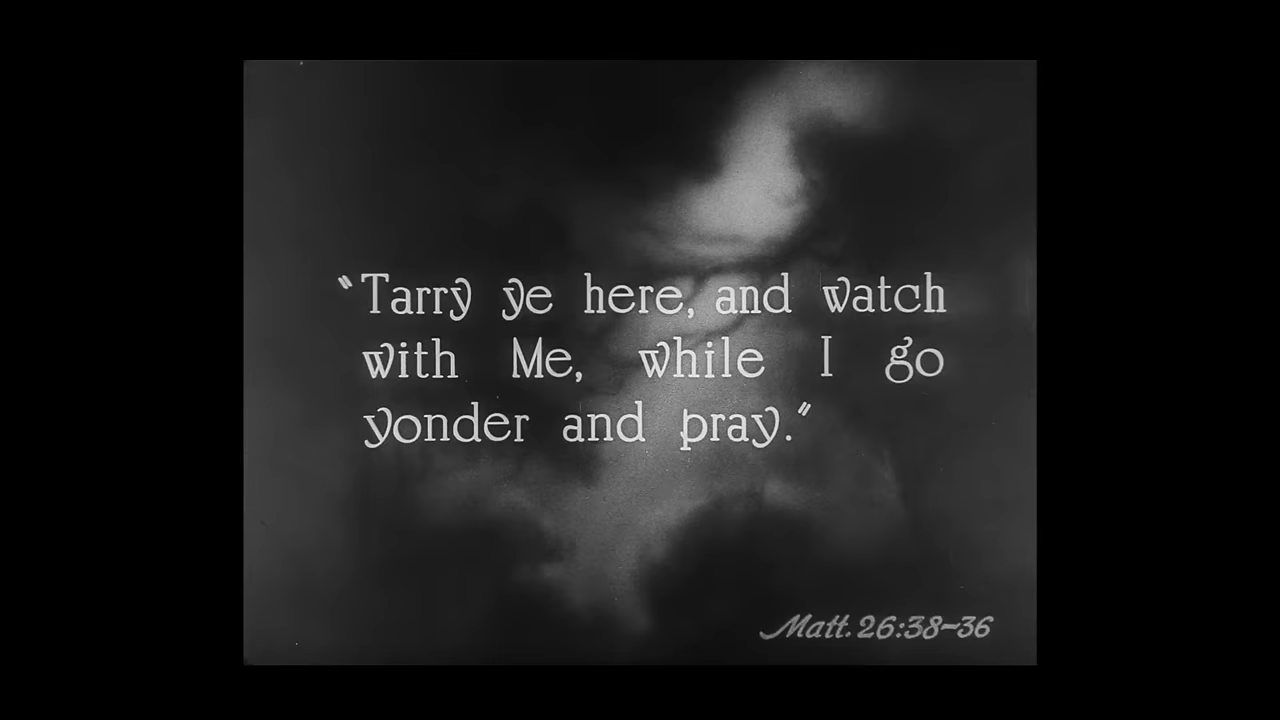 "Tarry ye here, and watch
with Me, while I go
yonder and pray."
Matt. 26:38-36